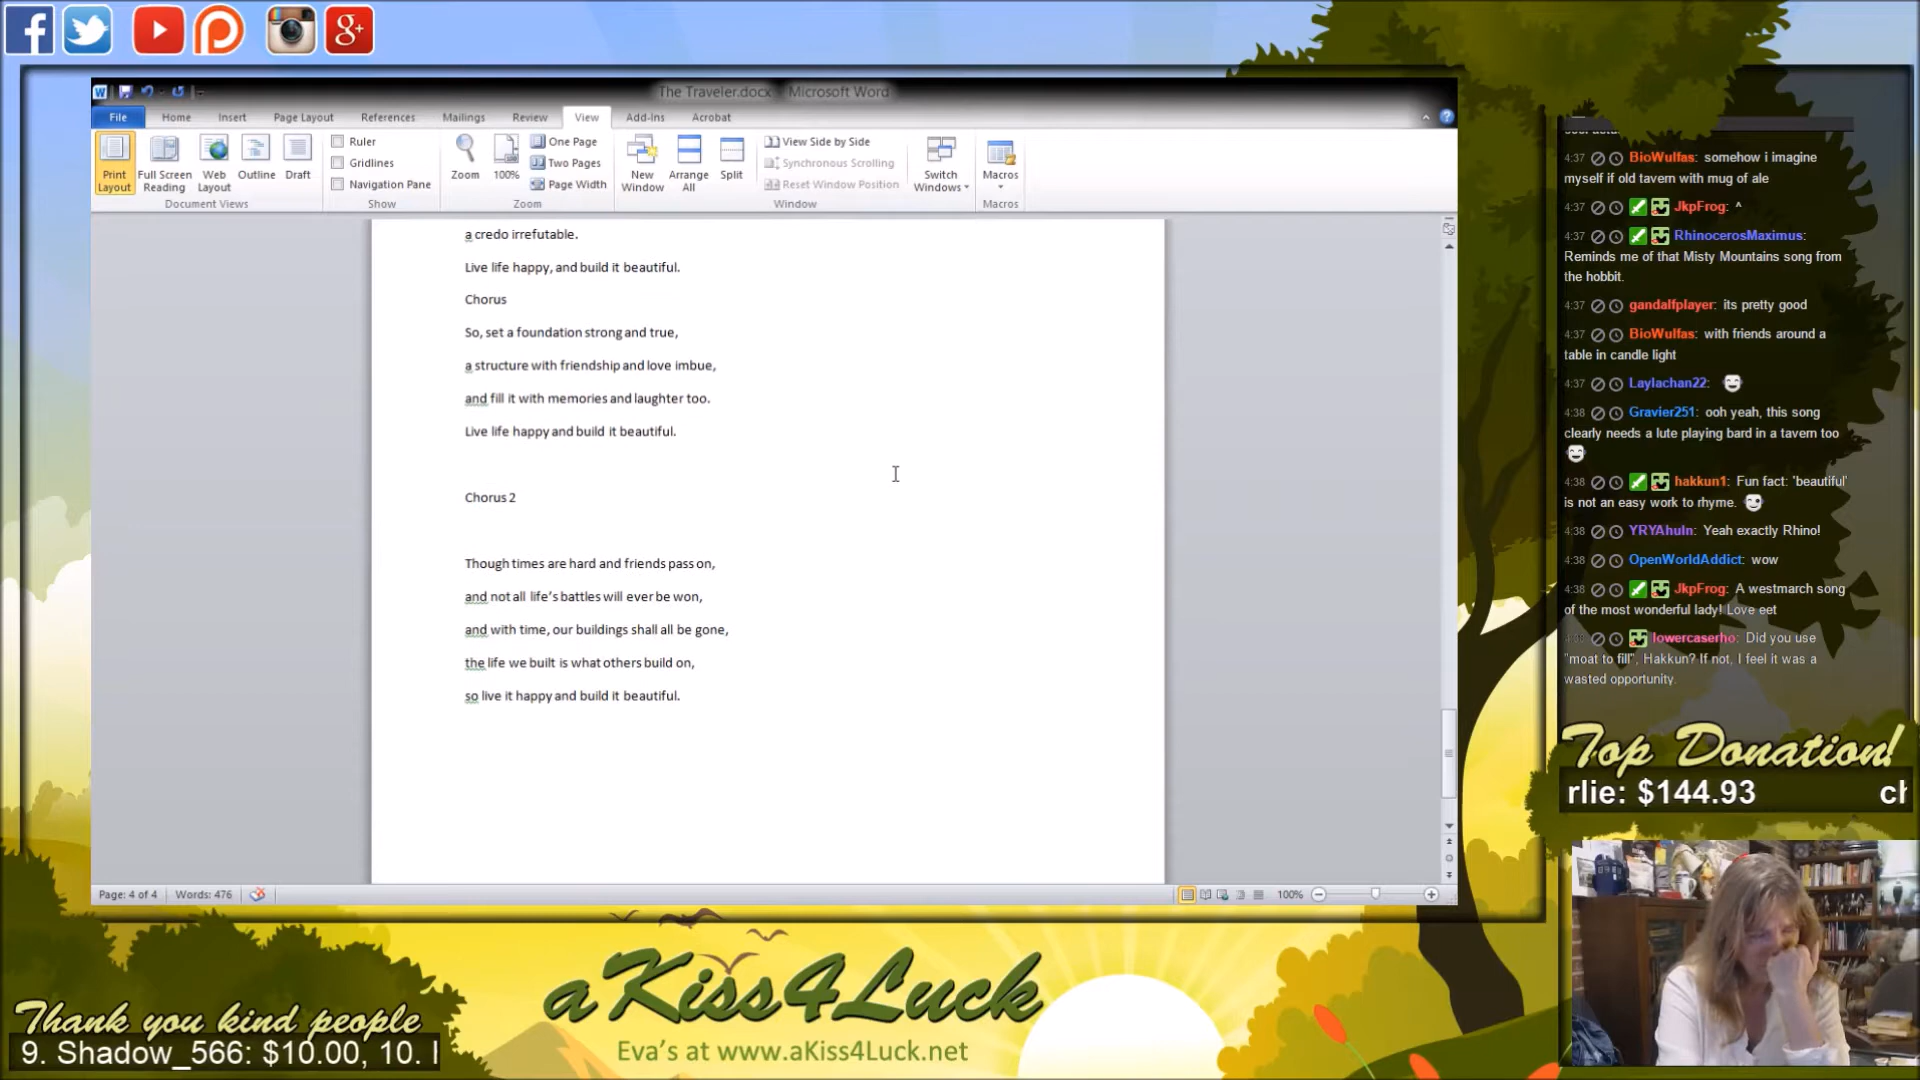 The Traveler.docx - Microsoft Word
File Home Insert Page Layout References Mailings Review View Add-Ins Acrobat
Print Layout
Full Screen Reading
Web Layout
Outline
Draft
Document Views
Ruler
Gridlines
Navigation Pane
Show
Zoom
100%
One Page
Two Pages
Page Width
Zoom
New Window
Arrange All
Split
View Side by Side
Synchronous Scrolling
Reset Window Position
Window
Switch Windows
Macros
Macros
a credo irrefutable.
Live life happy, and build it beautiful.
Chorus
So, set a foundation strong and true,
a structure with friendship and love imbue,
and fill it with memories and laughter too.
Live life happy and build it beautiful.
Chorus 2
Though times are hard and friends pass on,
and not all life's battles will ever be won,
and with time, our buildings shall all be gone,
the life we built is what others build on,
so live it happy and build it beautiful.
Page: 4 of 4 Words: 476
100%
4:37 BioWulfas: somehow i imagine
myself if old tavern with mug of ale
4:37 JkpFrog: ^
4:37 RhinocerosMaximus:
Reminds me of that Misty Mountains song from
the hobbit.
4:37 gandalfplayer: its pretty good
4:37 BioWulfas: with friends around a
table in candle light
4:37 Laylachan22:
4:38 Gravier251: ooh yeah, this song
clearly needs a lute playing bard in a tavern too
4:38 hakkun1: Fun fact: 'beautiful'
is not an easy work to rhyme.
4:38 YRYAhuln: Yeah exactly Rhino!
4:38 OpenWorldAddict: wow
4:38 JkpFrog: A westmarch song
of the most wonderful lady! Love eet
4:38 lowercaserho: Did you use
"moat to fill", Hakkun? If not, I feel it was a
wasted opportunity.
Top Donation!
rlie: $144.93 ch
Thank you kind people
9. Shadow_566: $10.00, 10.
aKiss4Luck
Eva's at www.aKiss4Luck.net